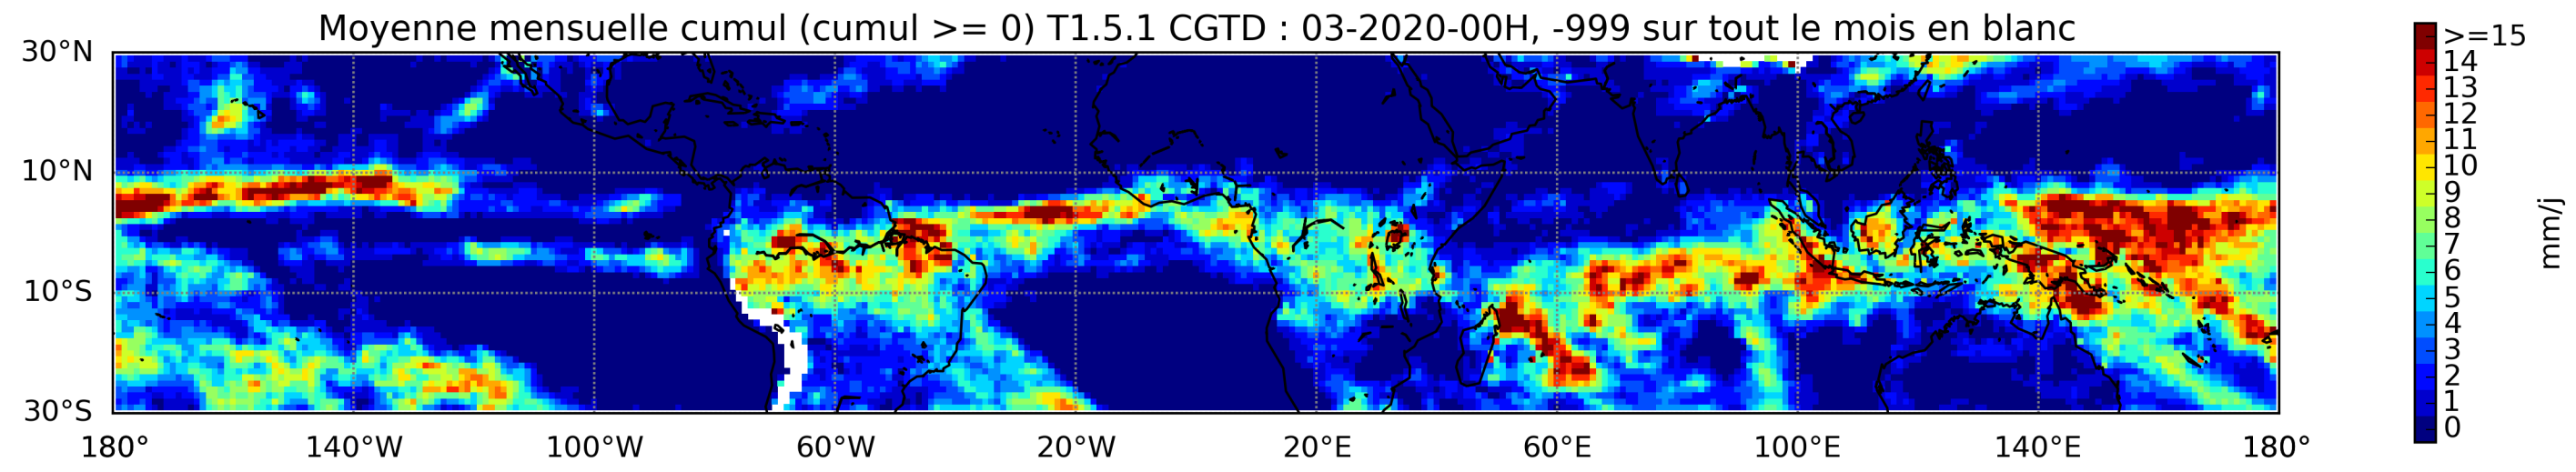 Moyenne mensuelle cumul (cumul >= 0) T1.5.1 CGTD : 03-2020-00H, -999 sur tout le mois en blanc
30°N
10°N
10°S
30°S
180° 140°W 100°W 60°W 20°W 20°E 60°E 100°E 140°E 180°
>=15
14
13
12
11
10
9
8
7
6
5
4
3
2
1
0
mm/j